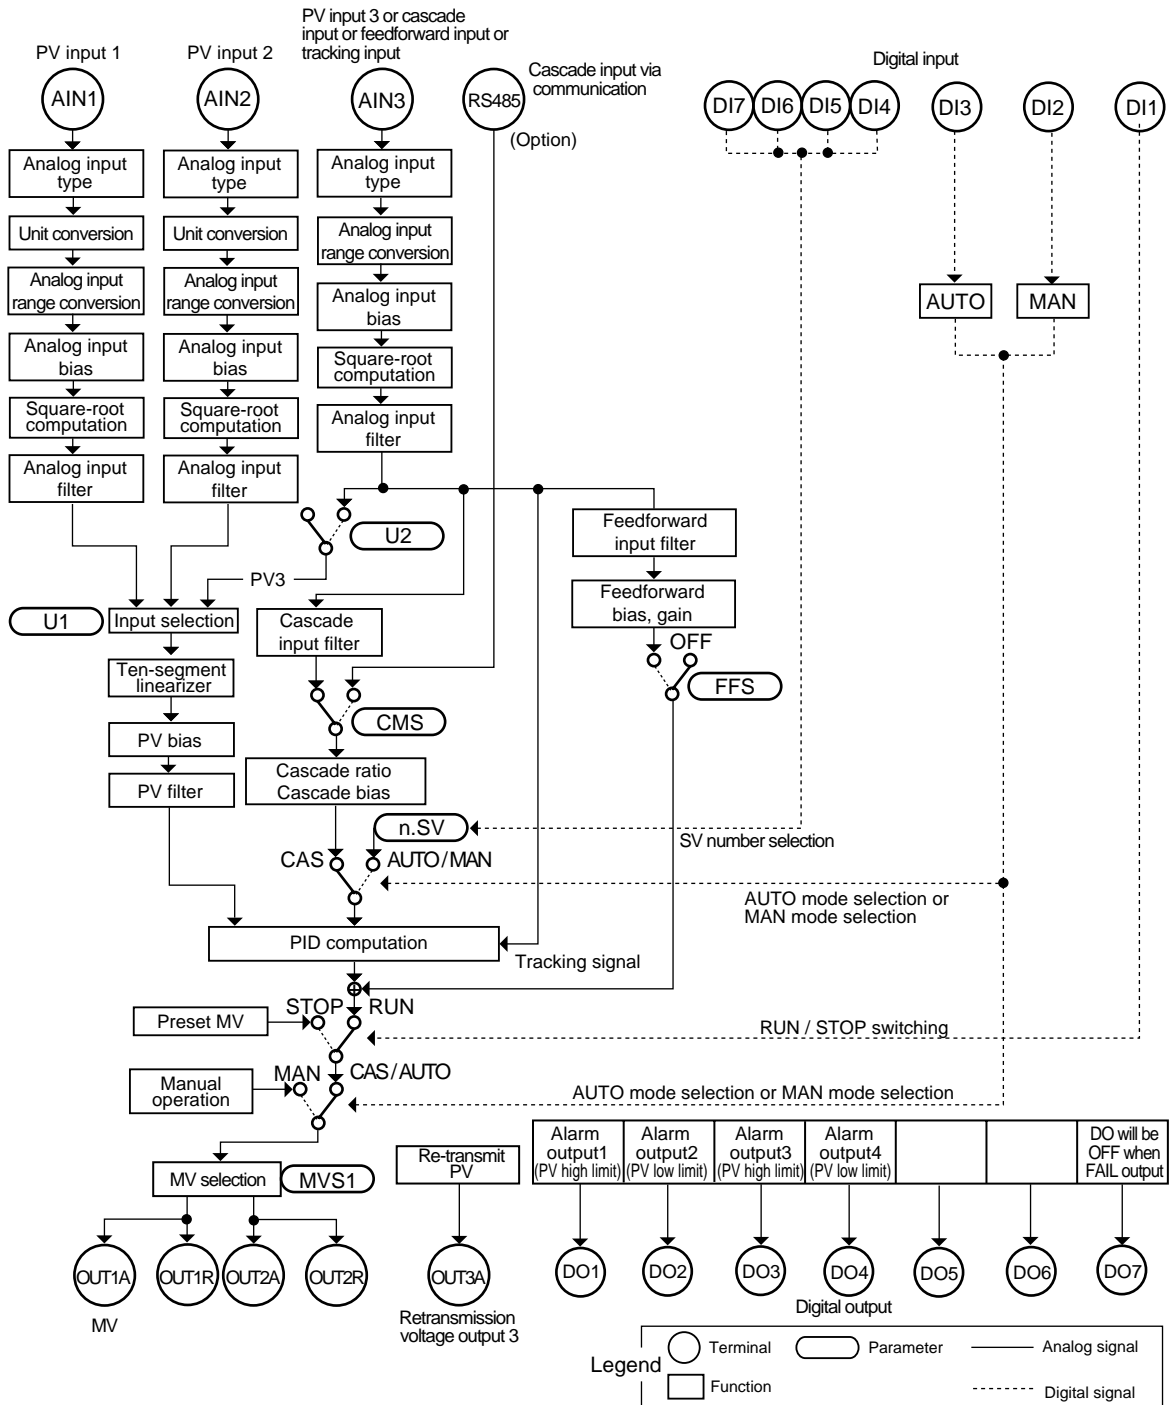 PV input 3 or cascade
input or feedforward input or
tracking input
PV input 1
PV input 2
Cascade input via
communication
Digital input
AIN1
AIN2
AIN3
RS485
(Option)
DI7
DI6
DI5
DI4
DI3
DI2
DI1
Analog input
type
Analog input
type
Analog input
type
Unit conversion
Unit conversion
Analog input
range conversion
Analog input
range conversion
Analog input
range conversion
Analog input
bias
Analog input
bias
Analog input
bias
AUTO
MAN
Square-root
computation
Square-root
computation
Square-root
computation
Analog input
filter
Analog input
filter
Analog input
filter
U2
Feedforward
input filter
PV3
Feedforward
bias, gain
U1
Input selection
Cascade
input filter
OFF
FFS
Ten-segment
linearizer
CMS
PV bias
Cascade ratio
Cascade bias
PV filter
n.SV
SV number selection
CAS
AUTO/MAN
AUTO mode selection or
MAN mode selection
PID computation
Tracking signal
STOP
RUN
Preset MV
RUN / STOP switching
MAN
CAS/AUTO
Manual
operation
AUTO mode selection or MAN mode selection
MV selection
MVS1
Re-transmit
PV
Alarm
output1
(PV high limit)
Alarm
output2
(PV low limit)
Alarm
output3
(PV high limit)
Alarm
output4
(PV low limit)
DO will be
OFF when
FAIL output
OUT1A
OUT1R
OUT2A
OUT2R
OUT3A
DO1
DO2
DO3
DO4
DO5
DO6
DO7
MV
Retransmission
voltage output 3
Digital output
Legend
Terminal
Parameter
Analog signal
Function
Digital signal